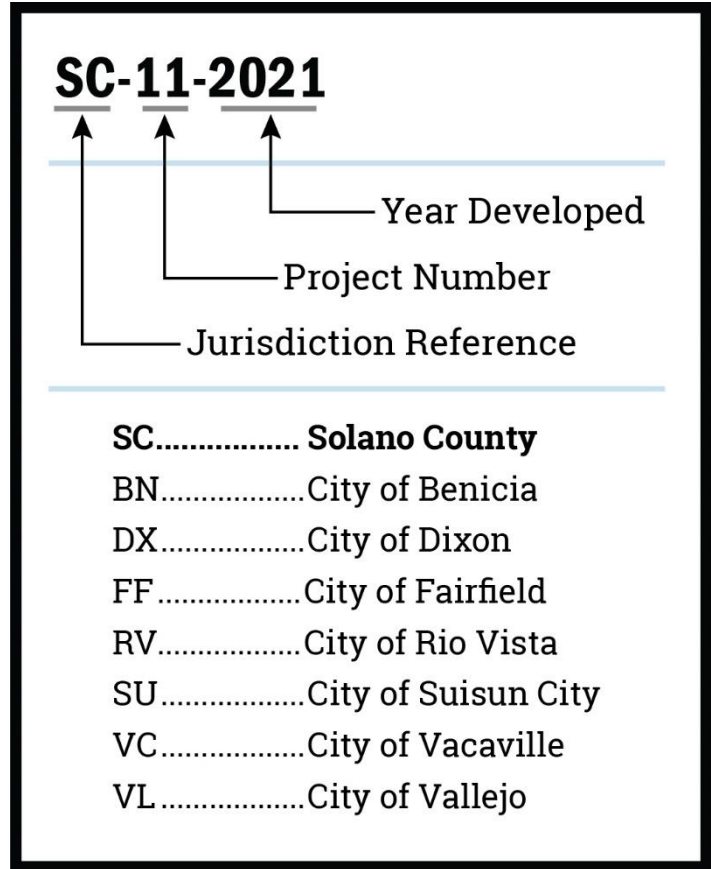 SC-11-2021
Year Developed
Project Number
Jurisdiction Reference
SC................. Solano County
BN.................City of Benicia
DX.................City of Dixon
FF.................City of Fairfield
RV.................City of Rio Vista
SU.................City of Suisun City
VC.................City of Vacaville
VL.................City of Vallejo